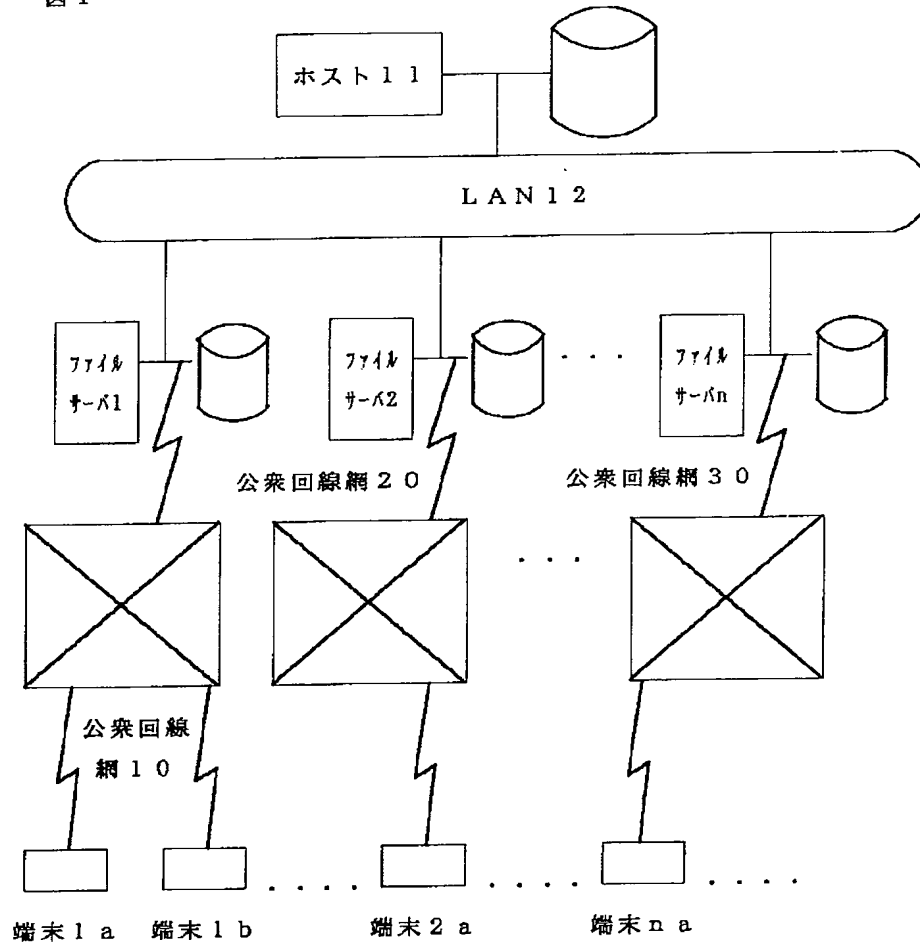 図1
ホスト11
LAN12
ファイル
サーバ1
ファイル
サーバ2
・・・
ファイル
サーバn
公衆回線網20
公衆回線網30
・・・
公衆回線
網10
・・・・
・・・・
・・・・
端末1a
端末1b
端末2a
端末na